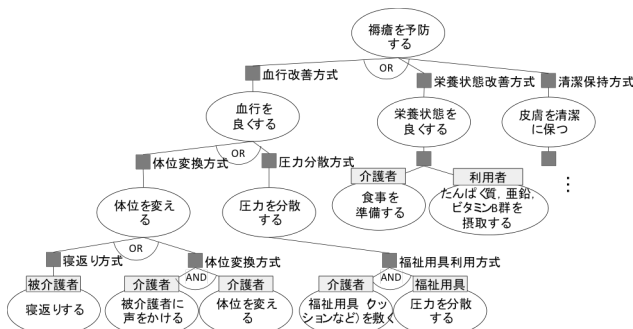 褥瘡を予防
する
OR
血行改善方式
栄養状態改善方式
清潔保持方式
血行を
良くする
栄養状態を
良くする
皮膚を清潔
に保つ
OR
体位変換方式
圧力分散方式
介護者
利用者
体位を変え
る
圧力を分散
する
食事を
準備する
たんぱく質, 亜鉛,
ビタミンB群を
摂取する
OR
寝返り方式
体位変換方式
福祉用具利用方式
被介護者
介護者
AND
介護者
介護者
AND
福祉用具
寝返りする
被介護者に
声をかける
体位を変え
る
福祉用具(クッ
ションなど)を敷く
圧力を分散
する